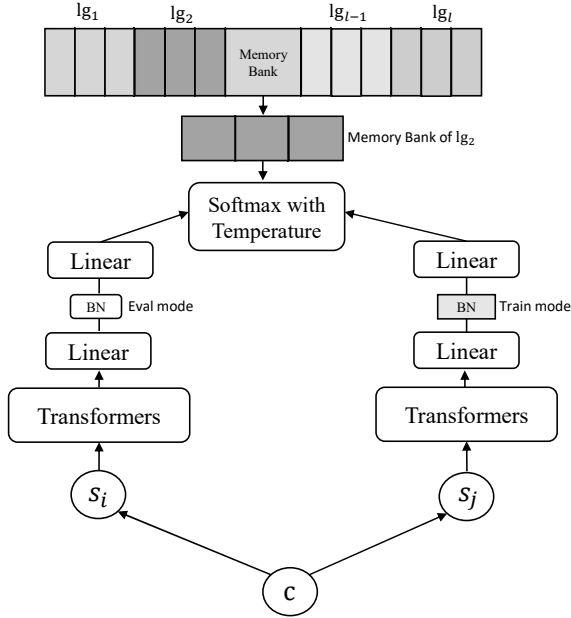 lg₁ lg₂ lgₗ₋₁ lgₗ
Memory
Bank
Memory Bank of lg₂
Softmax with
Temperature
Linear Linear
BN Eval mode BN Train mode
Linear Linear
Transformers Transformers
sᵢ sⱼ
c